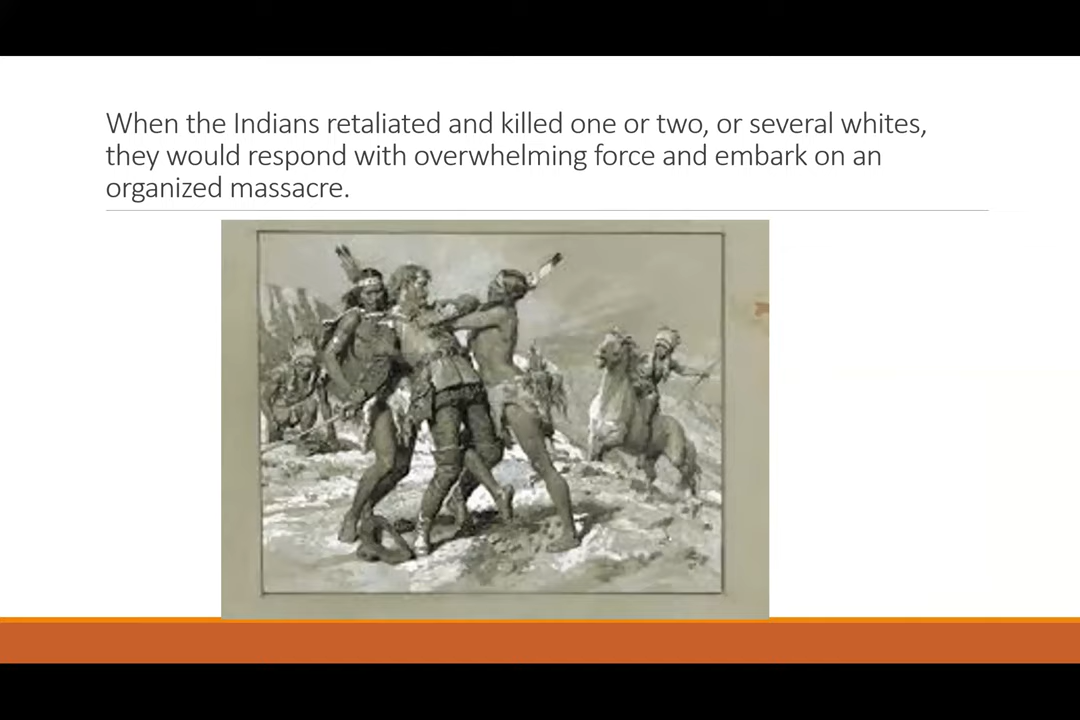 When the Indians retaliated and killed one or two, or several whites,
they would respond with overwhelming force and embark on an
organized massacre.